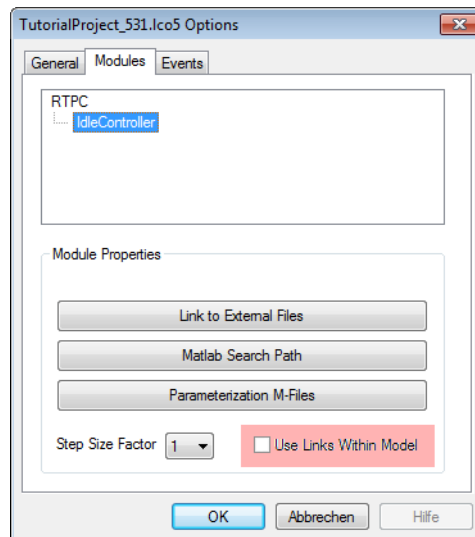 TutorialProject_531.lco5 Options
General Modules Events
RTPC
IdleController
Module Properties
Link to External Files
Matlab Search Path
Parameterization M-Files
Step Size Factor 1 Use Links Within Model
OK Abbrechen Hilfe